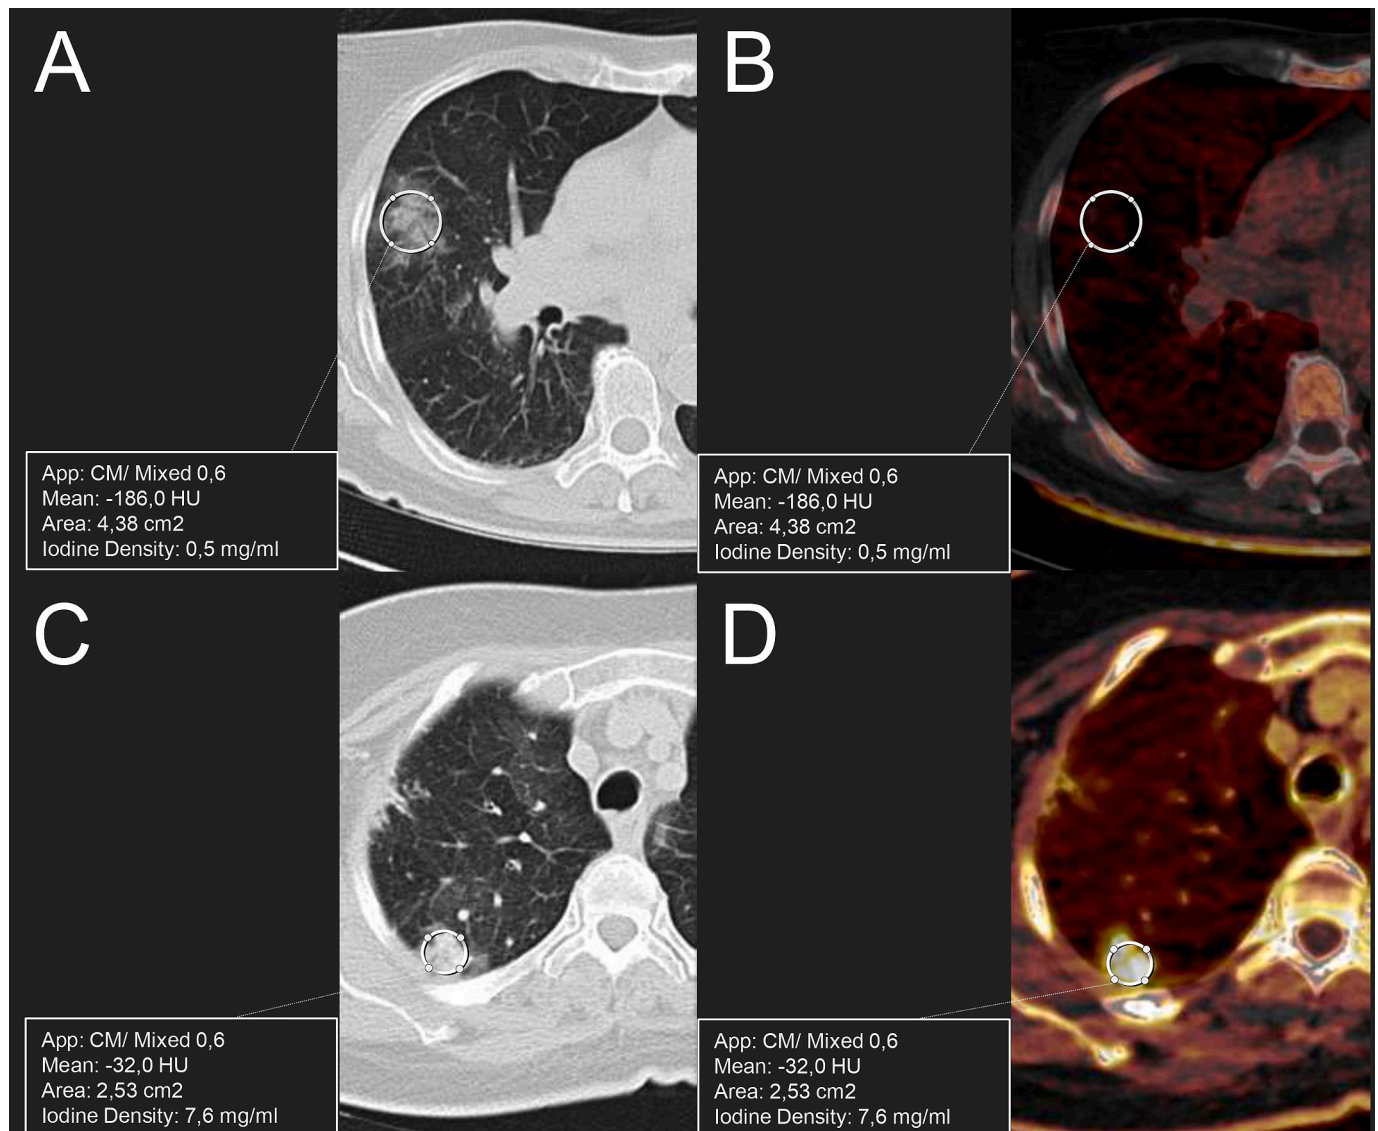 A
B
App: CM/ Mixed 0,6
Mean: -186,0 HU
Area: 4,38 cm2
Iodine Density: 0,5 mg/ml
App: CM/ Mixed 0,6
Mean: -186,0 HU
Area: 4,38 cm2
Iodine Density: 0,5 mg/ml
C
D
App: CM/ Mixed 0,6
Mean: -32,0 HU
Area: 2,53 cm2
Iodine Density: 7,6 mg/ml
App: CM/ Mixed 0,6
Mean: -32,0 HU
Area: 2,53 cm2
Iodine Density: 7,6 mg/ml